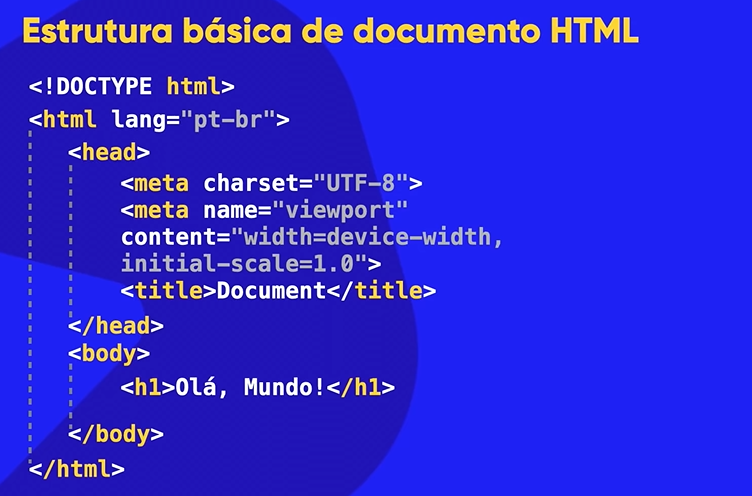 Estrutura básica de documento HTML
<!DOCTYPE html>
<html lang="pt-br">
<head>
<meta charset="UTF-8">
<meta name="viewport"
content="width=device-width,
initial-scale=1.0">
<title>Document</title>
</head>
<body>
<h1>Olá, Mundo!</h1>
</body>
</html>